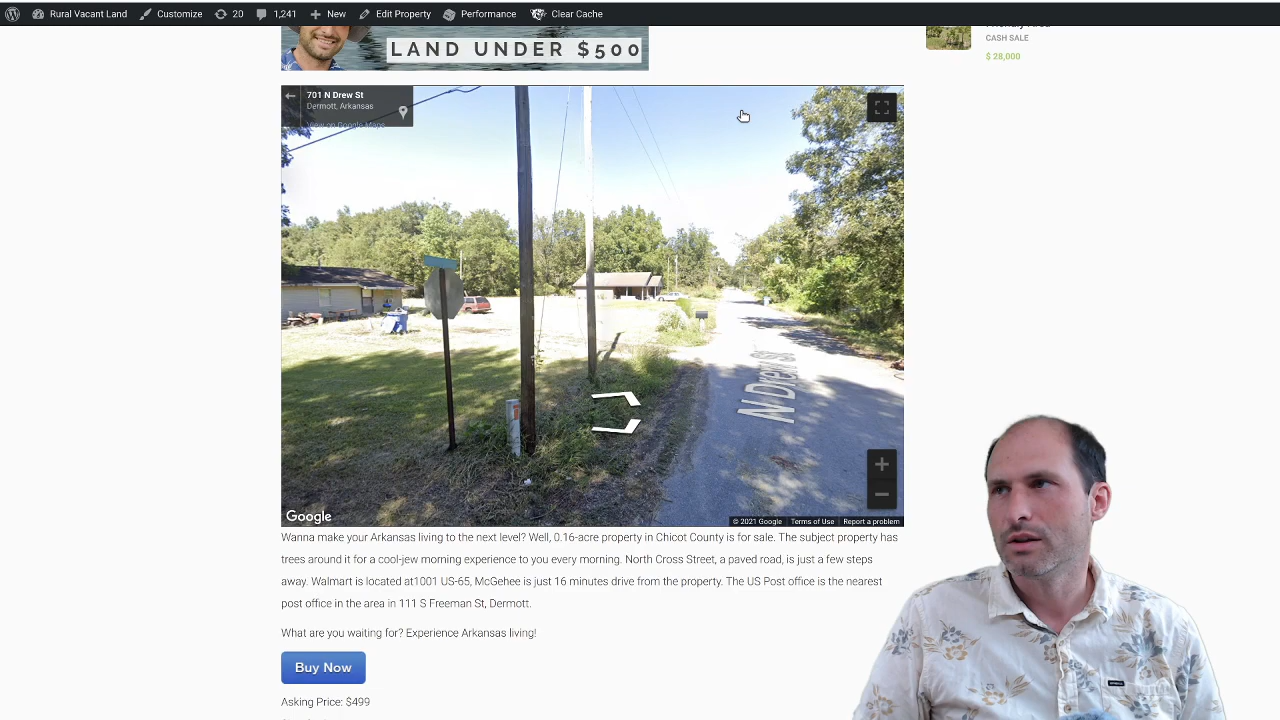 Rural Vacant Land Customize 20 1,241 New Edit Property Performance Clear Cache
LAND UNDER $500
CASH SALE
$ 28,000
701 N Drew St
Dermott, Arkansas
View on Google Maps
N Drew St
Google
© 2021 Google Terms of Use Report a problem
Wanna make your Arkansas living to the next level? Well, 0.16-acre property in Chicot County is for sale. The subject property has
trees around it for a cool-jew morning experience to you every morning. North Cross Street, a paved road, is just a few steps
away. Walmart is located at1001 US-65, McGehee is just 16 minutes drive from the property. The US Post office is the nearest
post office in the area in 111 S Freeman St, Dermott.
What are you waiting for? Experience Arkansas living!
Buy Now
Asking Price: $499